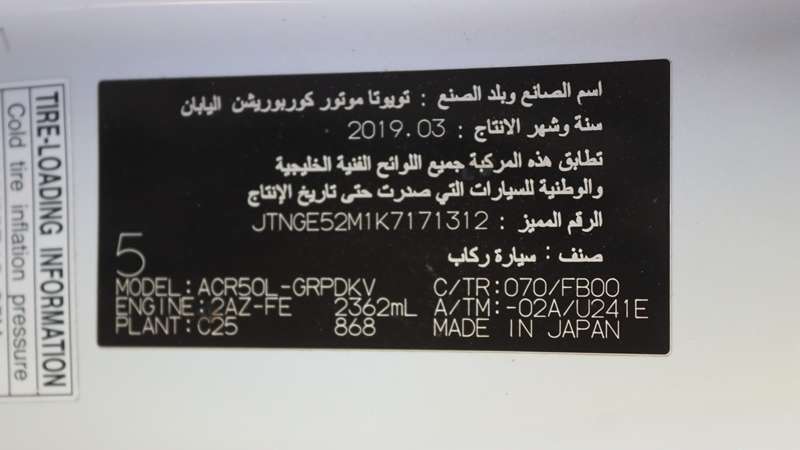 اسم الصانع وبلد الصنع : تويوتا موتور كوربوريشن اليابان
سنة وشهر الانتاج : 2019.03
تطابق هذه المركبة جميع اللوائح الفنية الخليجية
والوطنية للسيارات التي صدرت حتى تاريخ الإنتاج
الرقم المميز : JTNGE52M1K7171312
صنف : سيارة ركاب
5
MODEL:ACR50L-GRPDKV C/TR:070/FB00
ENGINE:2AZ-FE 2362mL A/TM:-02A/U241E
PLANT:C25 868 MADE IN JAPAN
TIRE-LOADING INFORMATION
Cold tire inflation pressure